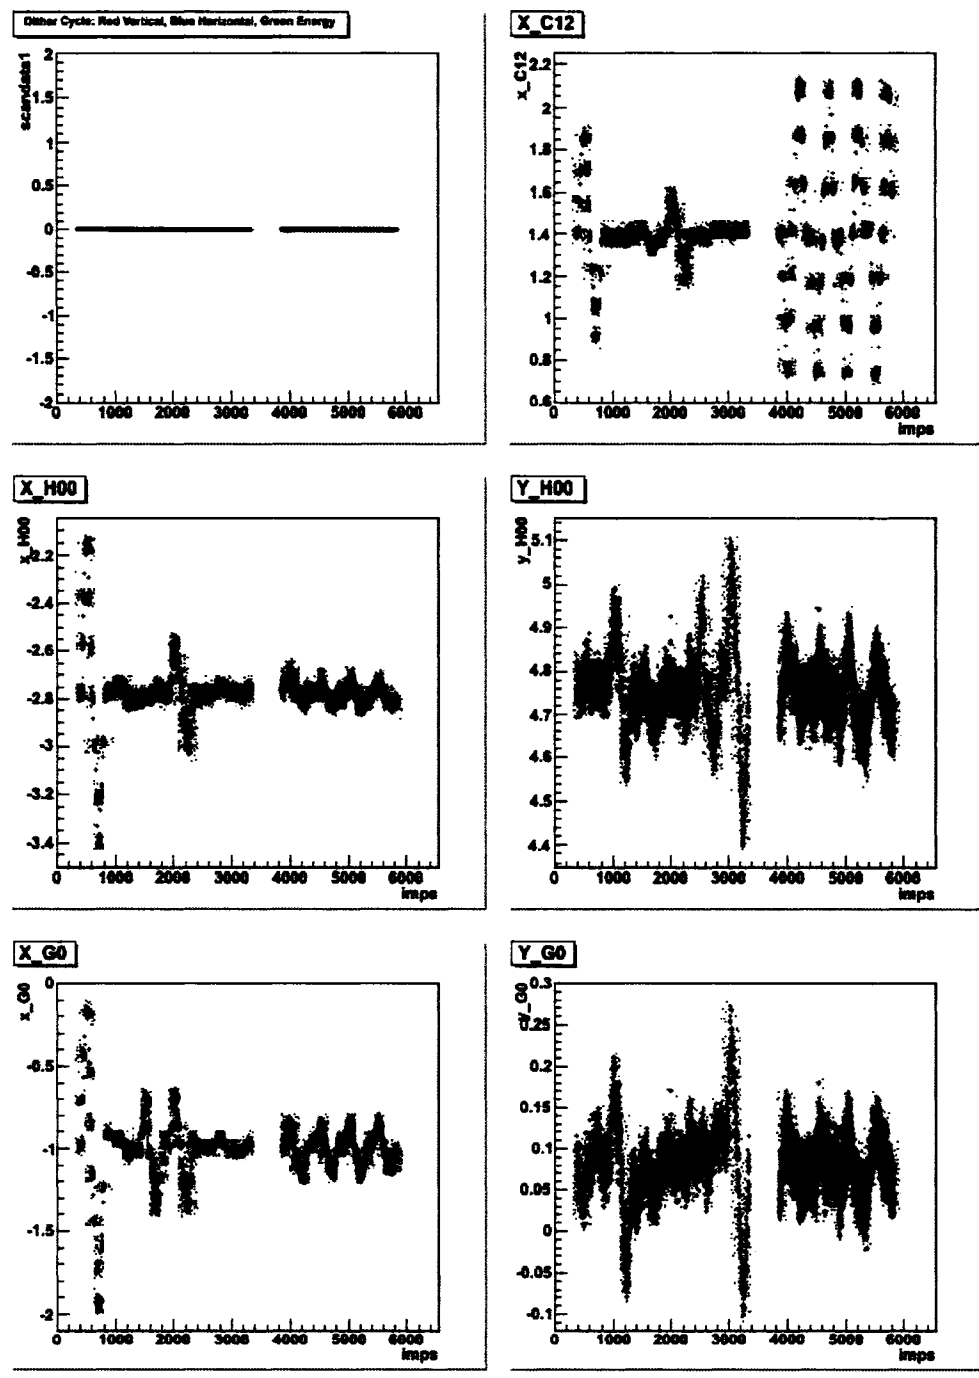 Dither Cycle: Red Vertical, Blue Horizontal, Green Energy
scandata1
2
1.5
1
0.5
0
-0.5
-1
-1.5
-2
0 1000 2000 3000 4000 5000 6000
X_C12
x_C12
2.2
2
1.8
1.6
1.4
1.2
1
0.8
0.6
0 1000 2000 3000 4000 5000 6000
imps
X_H00
x_H00
-2.2
-2.4
-2.6
-2.8
-3
-3.2
-3.4
0 1000 2000 3000 4000 5000 6000
imps
Y_H00
y_H00
5.1
5
4.9
4.8
4.7
4.6
4.5
4.4
0 1000 2000 3000 4000 5000 6000
imps
X_G0
x_G0
0
-0.5
-1
-1.5
-2
0 1000 2000 3000 4000 5000 6000
imps
Y_G0
y_G0
0.3
0.25
0.2
0.15
0.1
0.05
0
-0.05
-0.1
0 1000 2000 3000 4000 5000 6000
imps